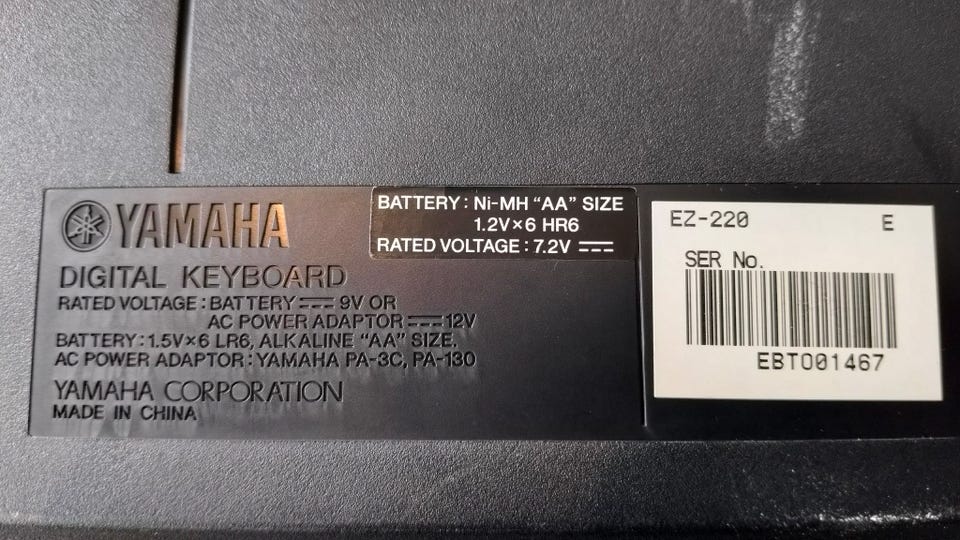 YAMAHA
BATTERY: Ni-MH “AA” SIZE
1.2V×6 HR6
RATED VOLTAGE: 7.2V ⎓
DIGITAL KEYBOARD
RATED VOLTAGE: BATTERY ⎓ 9V OR
AC POWER ADAPTOR ⎓ 12V
BATTERY: 1.5V×6 LR6, ALKALINE “AA” SIZE.
AC POWER ADAPTOR: YAMAHA PA-3C, PA-130
YAMAHA CORPORATION
MADE IN CHINA
EZ-220 E
SER No.
EBT001467